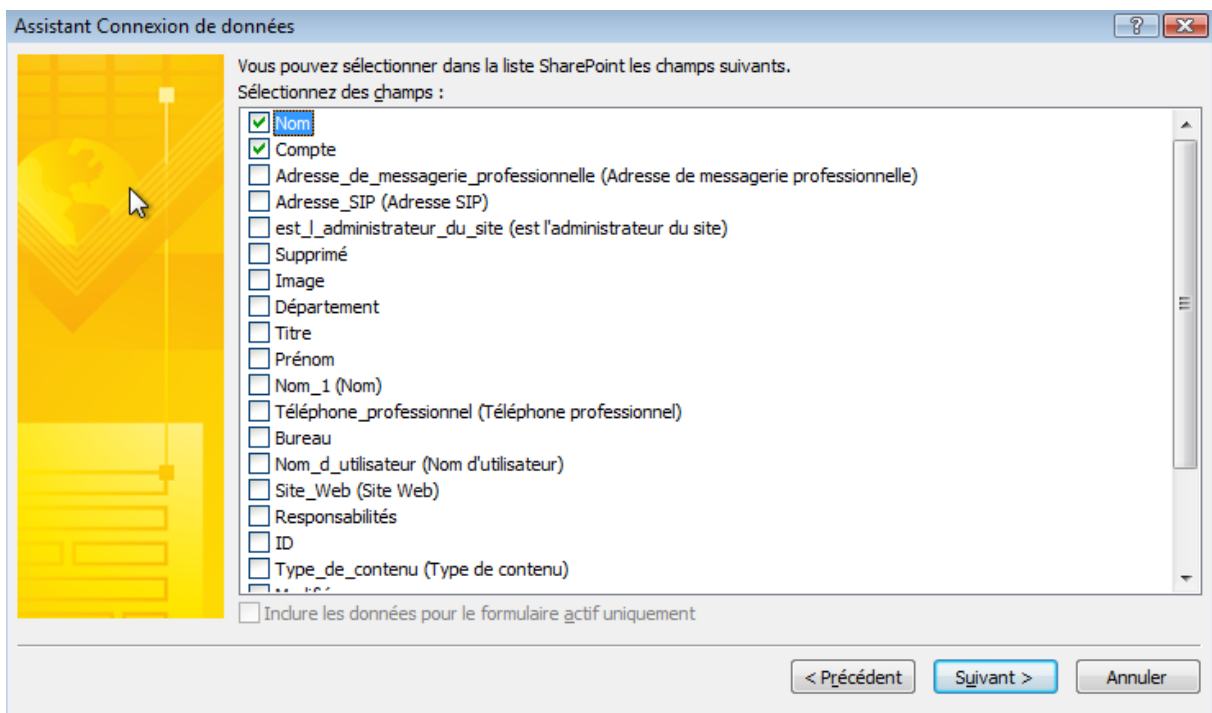 Assistant Connexion de données
Vous pouvez sélectionner dans la liste SharePoint les champs suivants.
Sélectionnez des champs :
Nom
Compte
Adresse_de_messagerie_professionnelle (Adresse de messagerie professionnelle)
Adresse_SIP (Adresse SIP)
est_l_administrateur_du_site (est l'administrateur du site)
Supprimé
Image
Département
Titre
Prénom
Nom_1 (Nom)
Téléphone_professionnel (Téléphone professionnel)
Bureau
Nom_d_utilisateur (Nom d'utilisateur)
Site_Web (Site Web)
Responsabilités
ID
Type_de_contenu (Type de contenu)
Inclure les données pour le formulaire actif uniquement
< Précédent Suivant > Annuler